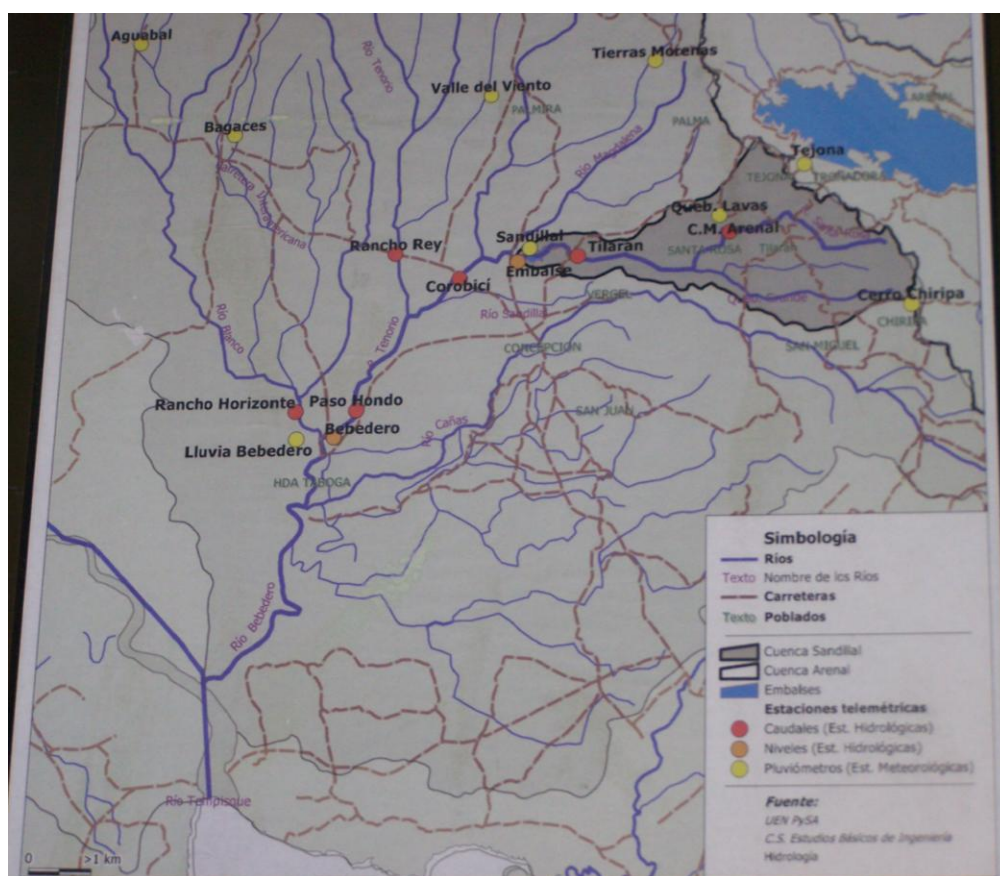 Aguabal
Río Tenorio
Tierras Morenas
Valle del Viento
PALMIRA
Bagaces
PALMA
Río Magdalena
Carretera Interamericana
Tejona
TEJONA
TRONADORA
Queb. Lavas
C.M. Arenal
Sandillal
Rancho Rey
Tilarán
SANTA ROSA
Embalse
Corobicí
VERGEL
Cerro Chiripa
CHIRIPA
Río Sandillal
Río Blanco
Tenorio
CONCEPCIÓN
SAN MIGUEL
Rancho Horizonte
Paso Hondo
SAN JUAN
Bebedero
Río Cañas
Lluvia Bebedero
HDA TABOGA
Río Bebedero
Río Tempisque
0 >1 km
Simbología
Ríos
Texto Nombre de los Ríos
Carreteras
Texto Poblados
Cuenca Sandillal
Cuenca Arenal
Embalses
Estaciones telemétricas
Caudales (Est. Hidrológicas)
Niveles (Est. Hidrológicas)
Pluviómetros (Est. Meteorológicas)
Fuente:
UEN PySA
C.S. Estudios Básicos de Ingeniería
Hidrología